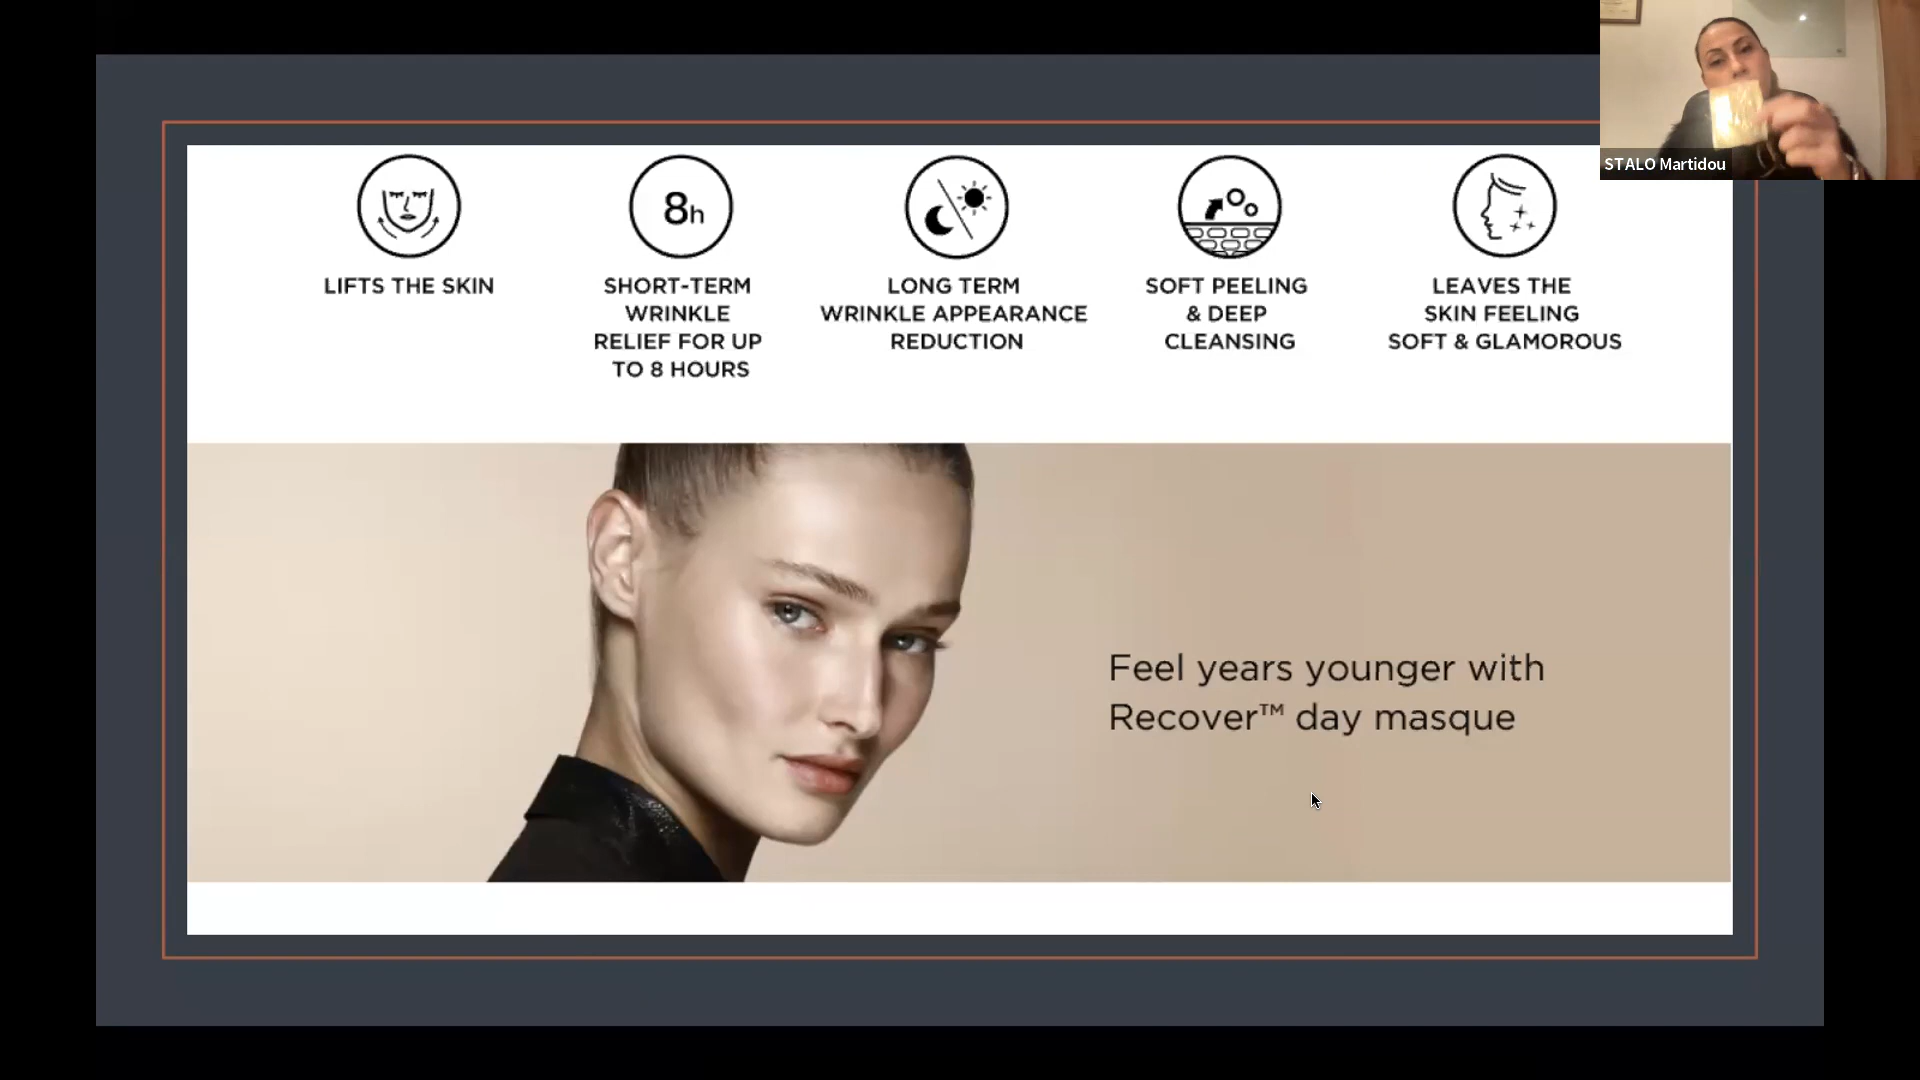 STALO Martidou
8h
LIFTS THE SKIN
SHORT-TERM
WRINKLE
RELIEF FOR UP
TO 8 HOURS
LONG TERM
WRINKLE APPEARANCE
REDUCTION
SOFT PEELING
& DEEP
CLEANSING
LEAVES THE
SKIN FEELING
SOFT & GLAMOROUS
Feel years younger with
Recover™ day masque